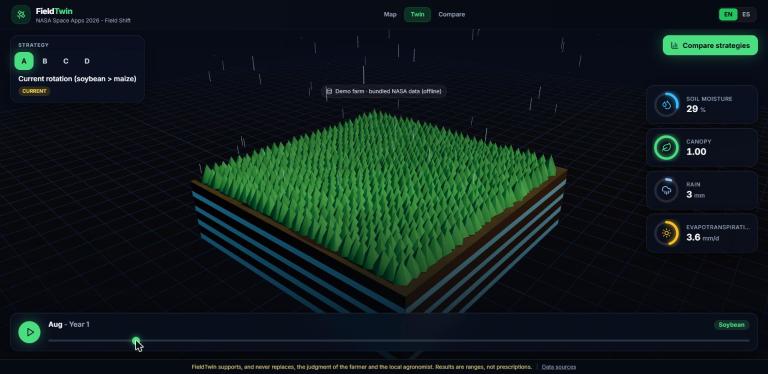 FieldTwin
NASA Space Apps 2026 - Field Shift
Map Twin Compare
EN ES
STRATEGY
A B C D
Current rotation (soybean > maize)
CURRENT
Compare strategies
Demo farm · bundled NASA data (offline)
SOIL MOISTURE
29 %
CANOPY
1.00
RAIN
3 mm
EVAPOTRANSPIRATI...
3.6 mm/d
Aug - Year 1
Soybean
FieldTwin supports, and never replaces, the judgment of the farmer and the local agronomist. Results are ranges, not prescriptions. | Data sources